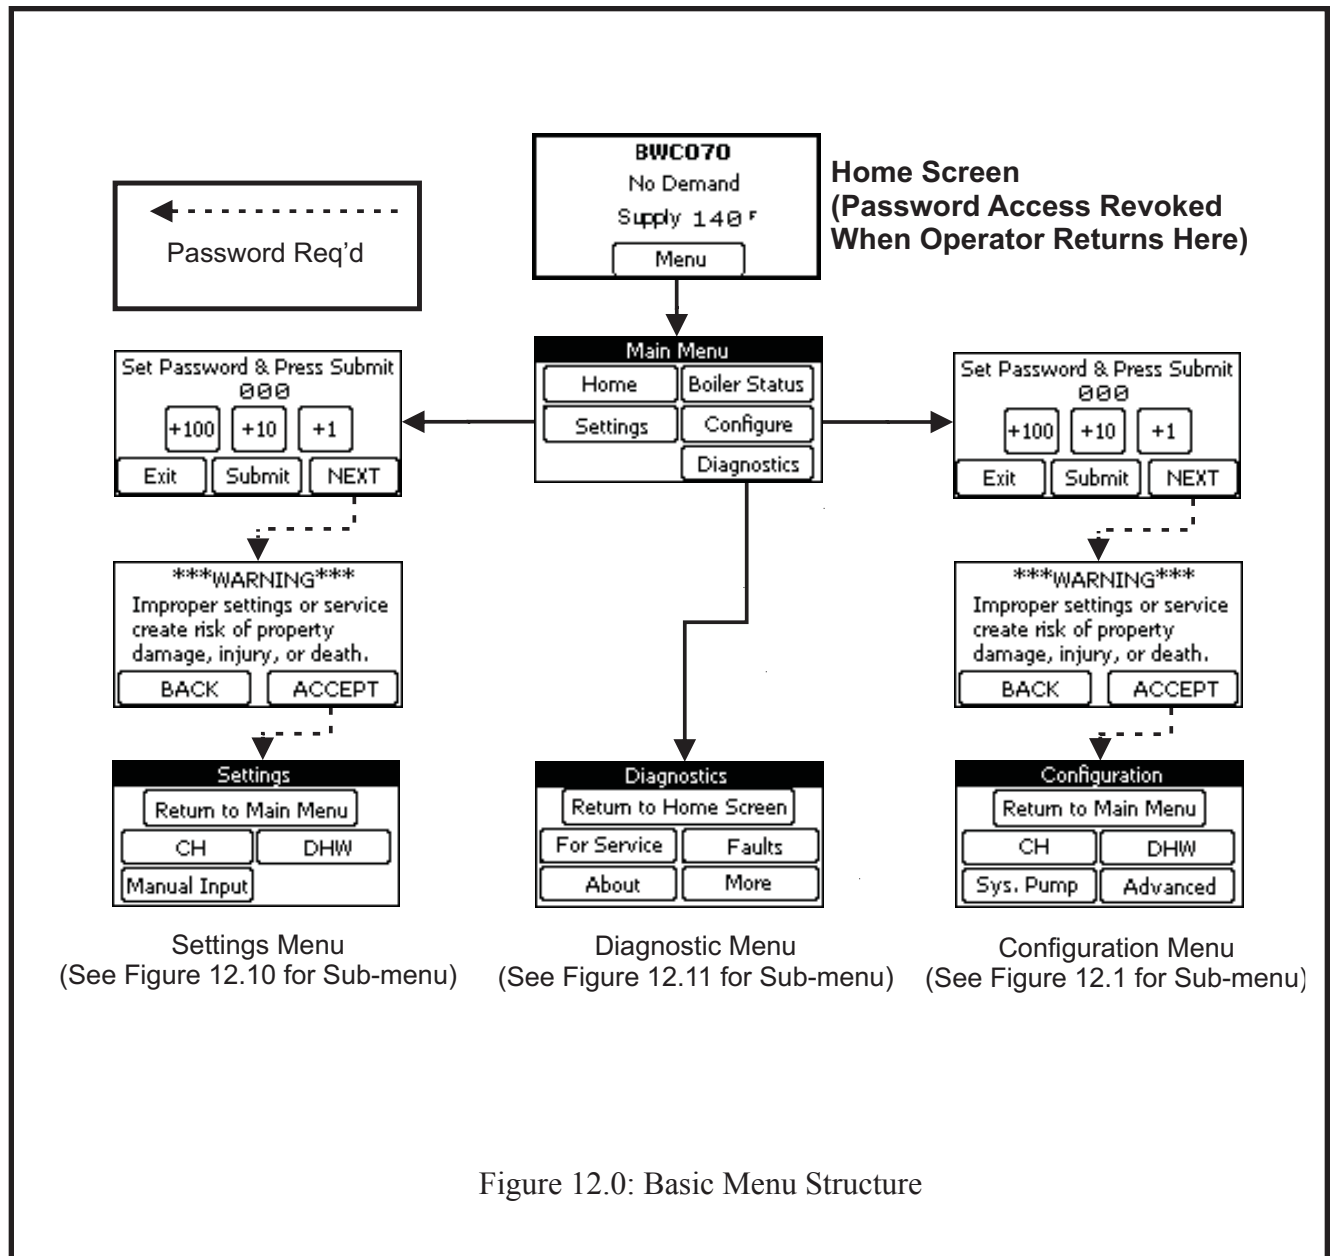 BWC070
No Demand
Supply 140 F
Menu
Home Screen
(Password Access Revoked
When Operator Returns Here)
Password Req'd
Main Menu
Home
Boiler Status
Settings
Configure
Diagnostics
Set Password & Press Submit
000
+100
+10
+1
Exit
Submit
NEXT
Set Password & Press Submit
000
+100
+10
+1
Exit
Submit
NEXT
***WARNING***
Improper settings or service
create risk of property
damage, injury, or death.
BACK
ACCEPT
***WARNING***
Improper settings or service
create risk of property
damage, injury, or death.
BACK
ACCEPT
Settings
Return to Main Menu
CH
DHW
Manual Input
Diagnostics
Return to Home Screen
For Service
Faults
About
More
Configuration
Return to Main Menu
CH
DHW
Sys. Pump
Advanced
Settings Menu
(See Figure 12.10 for Sub-menu)
Diagnostic Menu
(See Figure 12.11 for Sub-menu)
Configuration Menu
(See Figure 12.1 for Sub-menu)
Figure 12.0: Basic Menu Structure